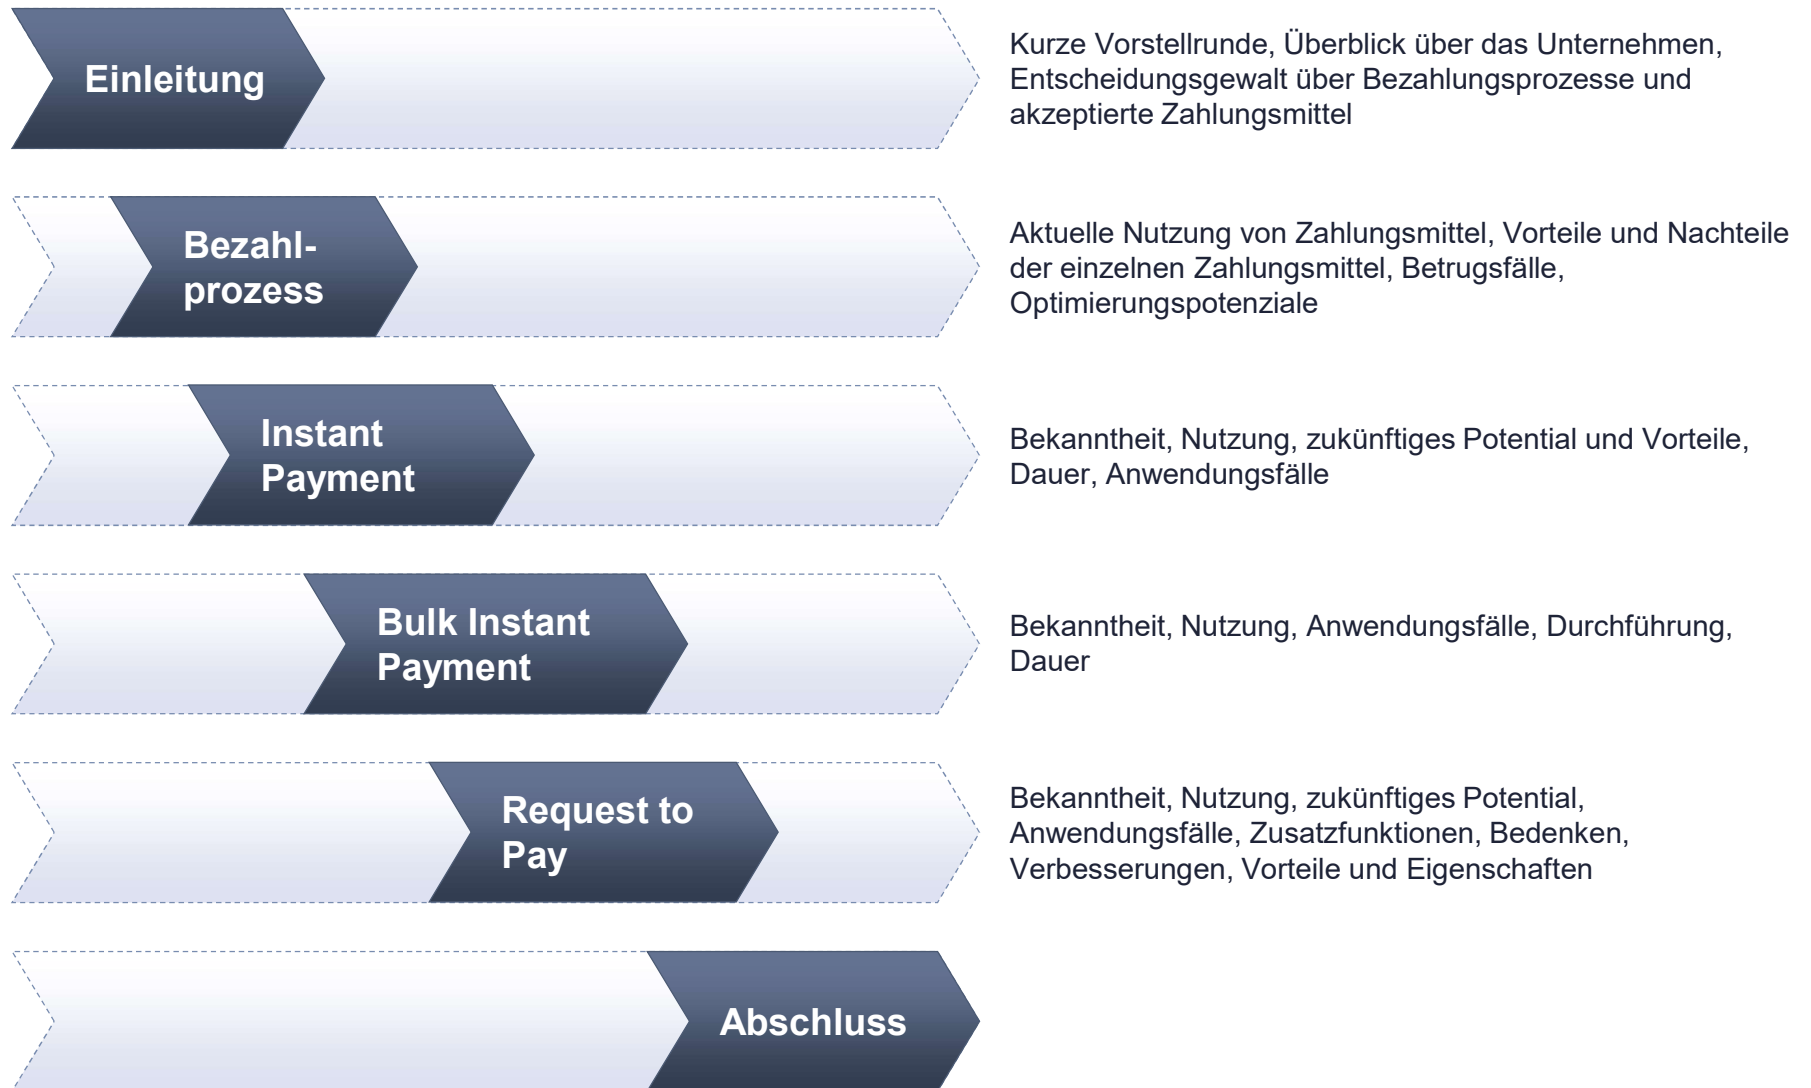 Einleitung
Kurze Vorstellrunde, Überblick über das Unternehmen,
Entscheidungsgewalt über Bezahlungsprozesse und
akzeptierte Zahlungsmittel
Bezahl-
prozess
Aktuelle Nutzung von Zahlungsmittel, Vorteile und Nachteile
der einzelnen Zahlungsmittel, Betrugsfälle,
Optimierungspotenziale
Instant
Payment
Bekanntheit, Nutzung, zukünftiges Potential und Vorteile,
Dauer, Anwendungsfälle
Bulk Instant
Payment
Bekanntheit, Nutzung, Anwendungsfälle, Durchführung,
Dauer
Request to
Pay
Bekanntheit, Nutzung, zukünftiges Potential,
Anwendungsfälle, Zusatzfunktionen, Bedenken,
Verbesserungen, Vorteile und Eigenschaften
Abschluss